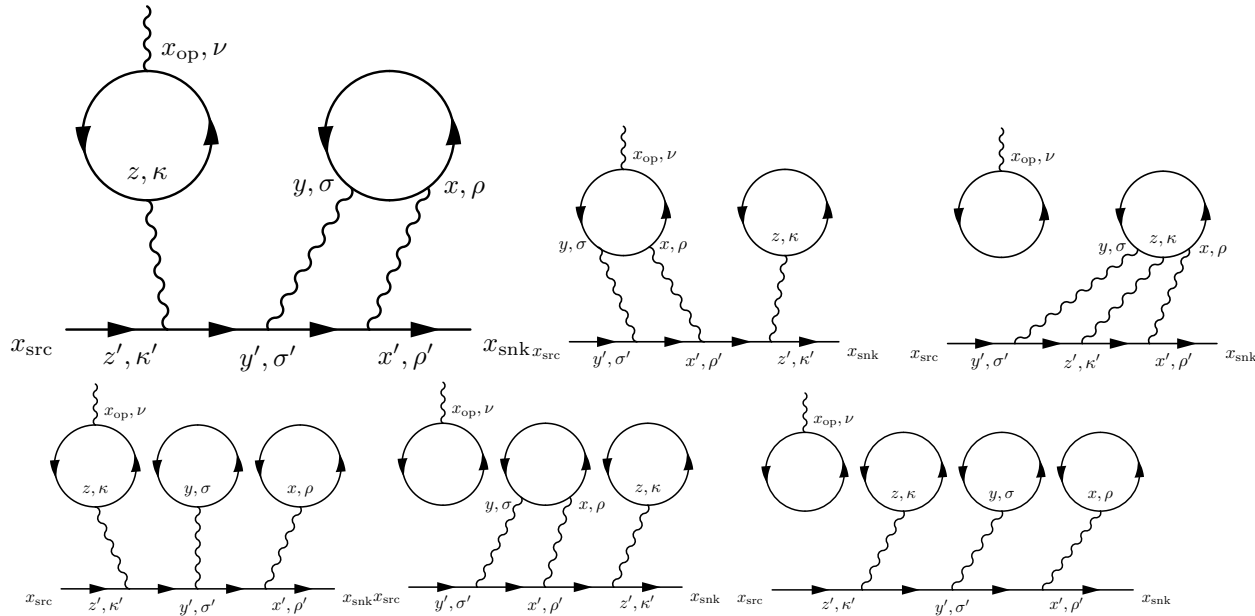 x_op, ν
z, κ
y, σ
x, ρ
x_src
z′, κ′
y′, σ′
x′, ρ′
x_snk
x_op, ν
y, σ
x, ρ
z, κ
x_src
y′, σ′
x′, ρ′
z′, κ′
x_snk
x_op, ν
y, σ
z, κ
x, ρ
x_src
y′, σ′
z′, κ′
x′, ρ′
x_snk
x_op, ν
z, κ
y, σ
x, ρ
x_src
z′, κ′
y′, σ′
x′, ρ′
x_snk
x_op, ν
y, σ
x, ρ
z, κ
x_src
y′, σ′
x′, ρ′
z′, κ′
x_snk
x_op, ν
z, κ
y, σ
x, ρ
x_src
z′, κ′
y′, σ′
x′, ρ′
x_snk